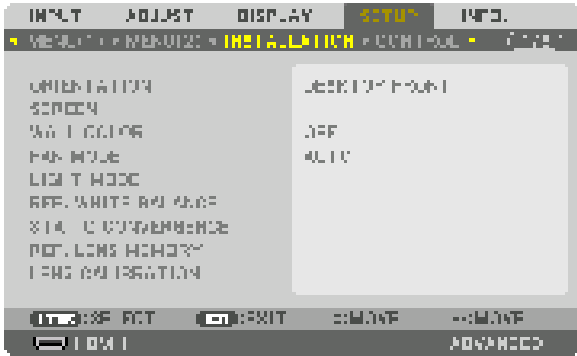 INPUT ADJUST DISPLAY SETUP INFO.
MENU(1) MENU(2) INSTALLATION CONTROL
ORIENTATION DESKTOP FRONT
SCREEN
WALL COLOR OFF
FAN MODE AUTO
LIGHT MODE
REF. WHITE BALANCE
STATIC CONVERGENCE
REF. LENS MEMORY
LENS CALIBRATION
:SELECT :EXIT :MOVE :MOVE
ADVANCED